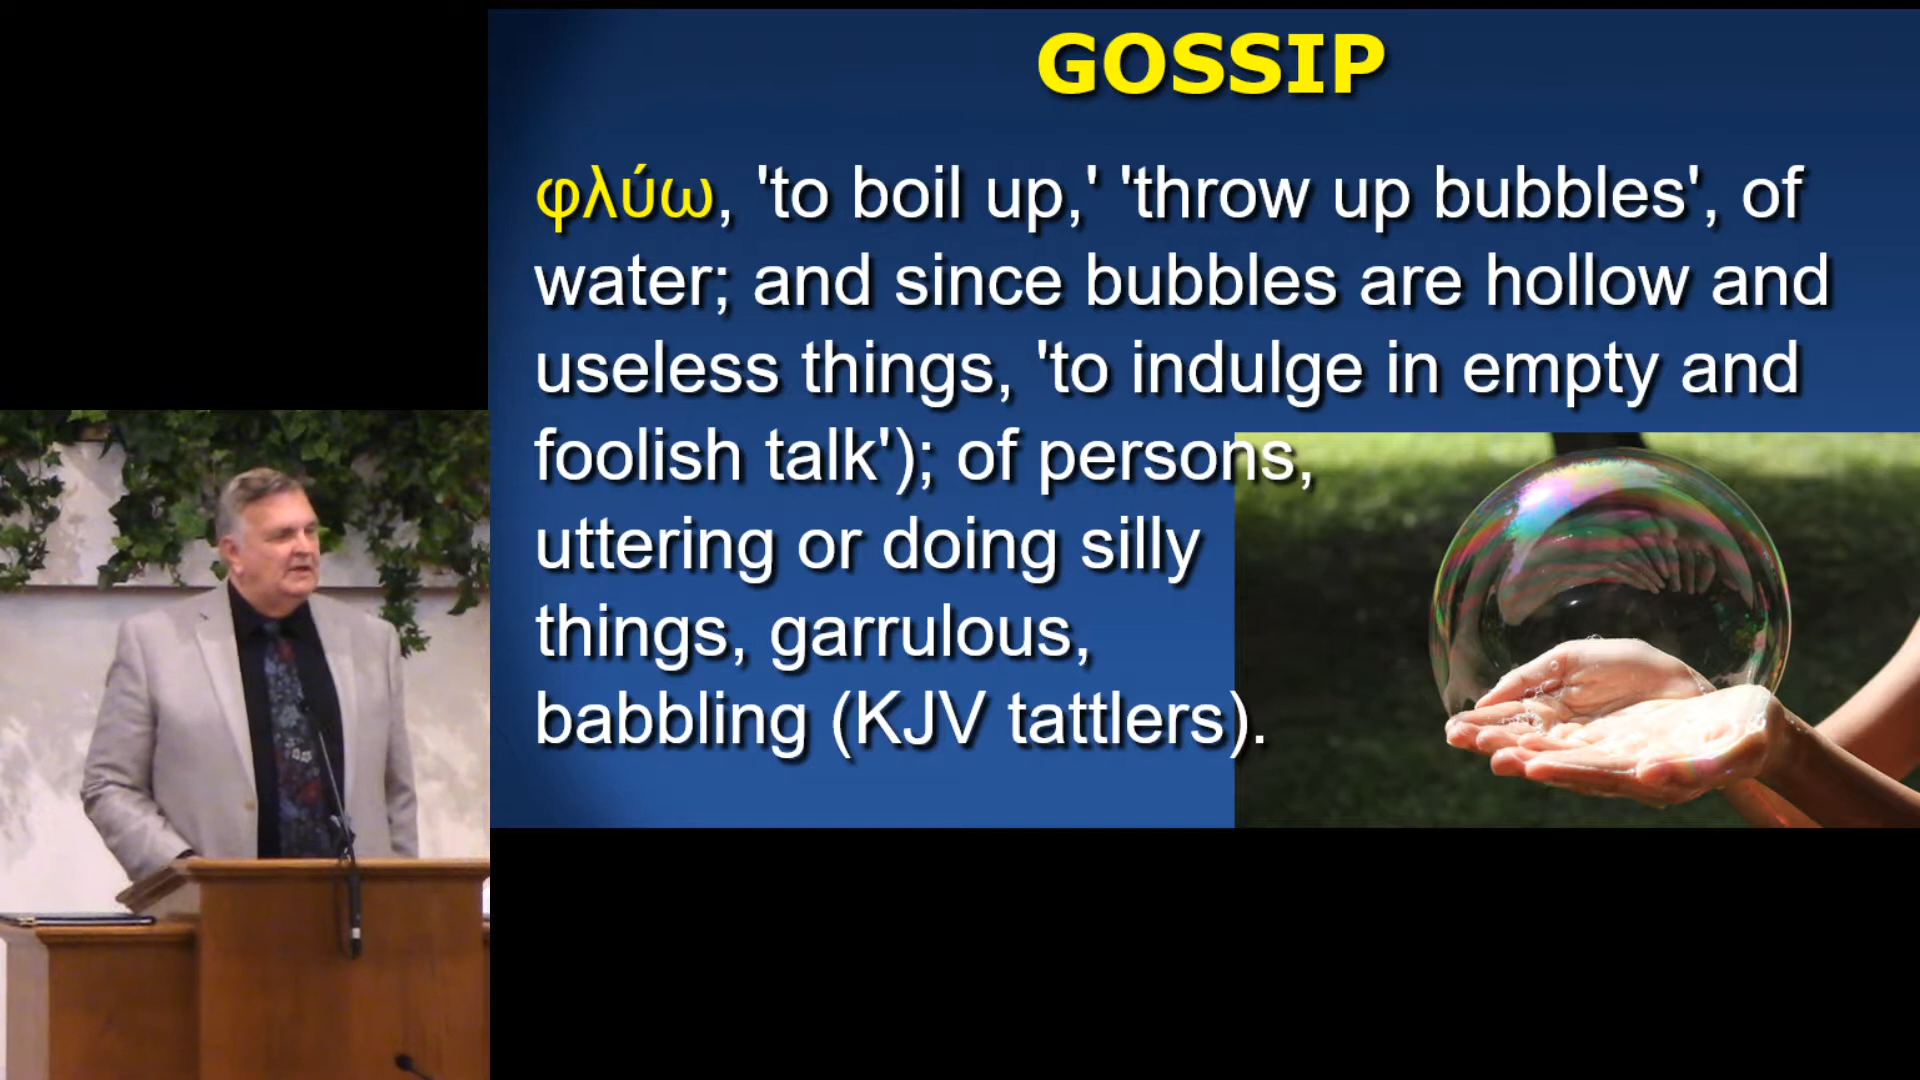 GOSSIP
φλύω, 'to boil up,' 'throw up bubbles', of
water; and since bubbles are hollow and
useless things, 'to indulge in empty and
foolish talk'); of persons,
uttering or doing silly
things, garrulous,
babbling (KJV tattlers).